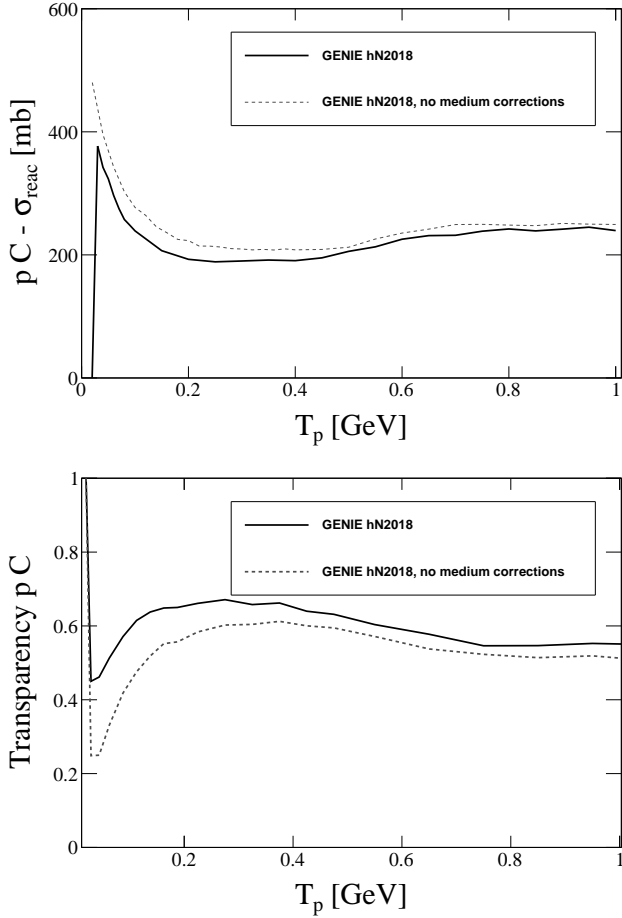 600
400
200
0
p C - σreac [mb]
GENIE hN2018
GENIE hN2018, no medium corrections
0 0.2 0.4 0.6 0.8 1
Tp [GeV]
1
0.8
0.6
0.4
0.2
0
Transparency p C
GENIE hN2018
GENIE hN2018, no medium corrections
0.2 0.4 0.6 0.8 1
Tp [GeV]